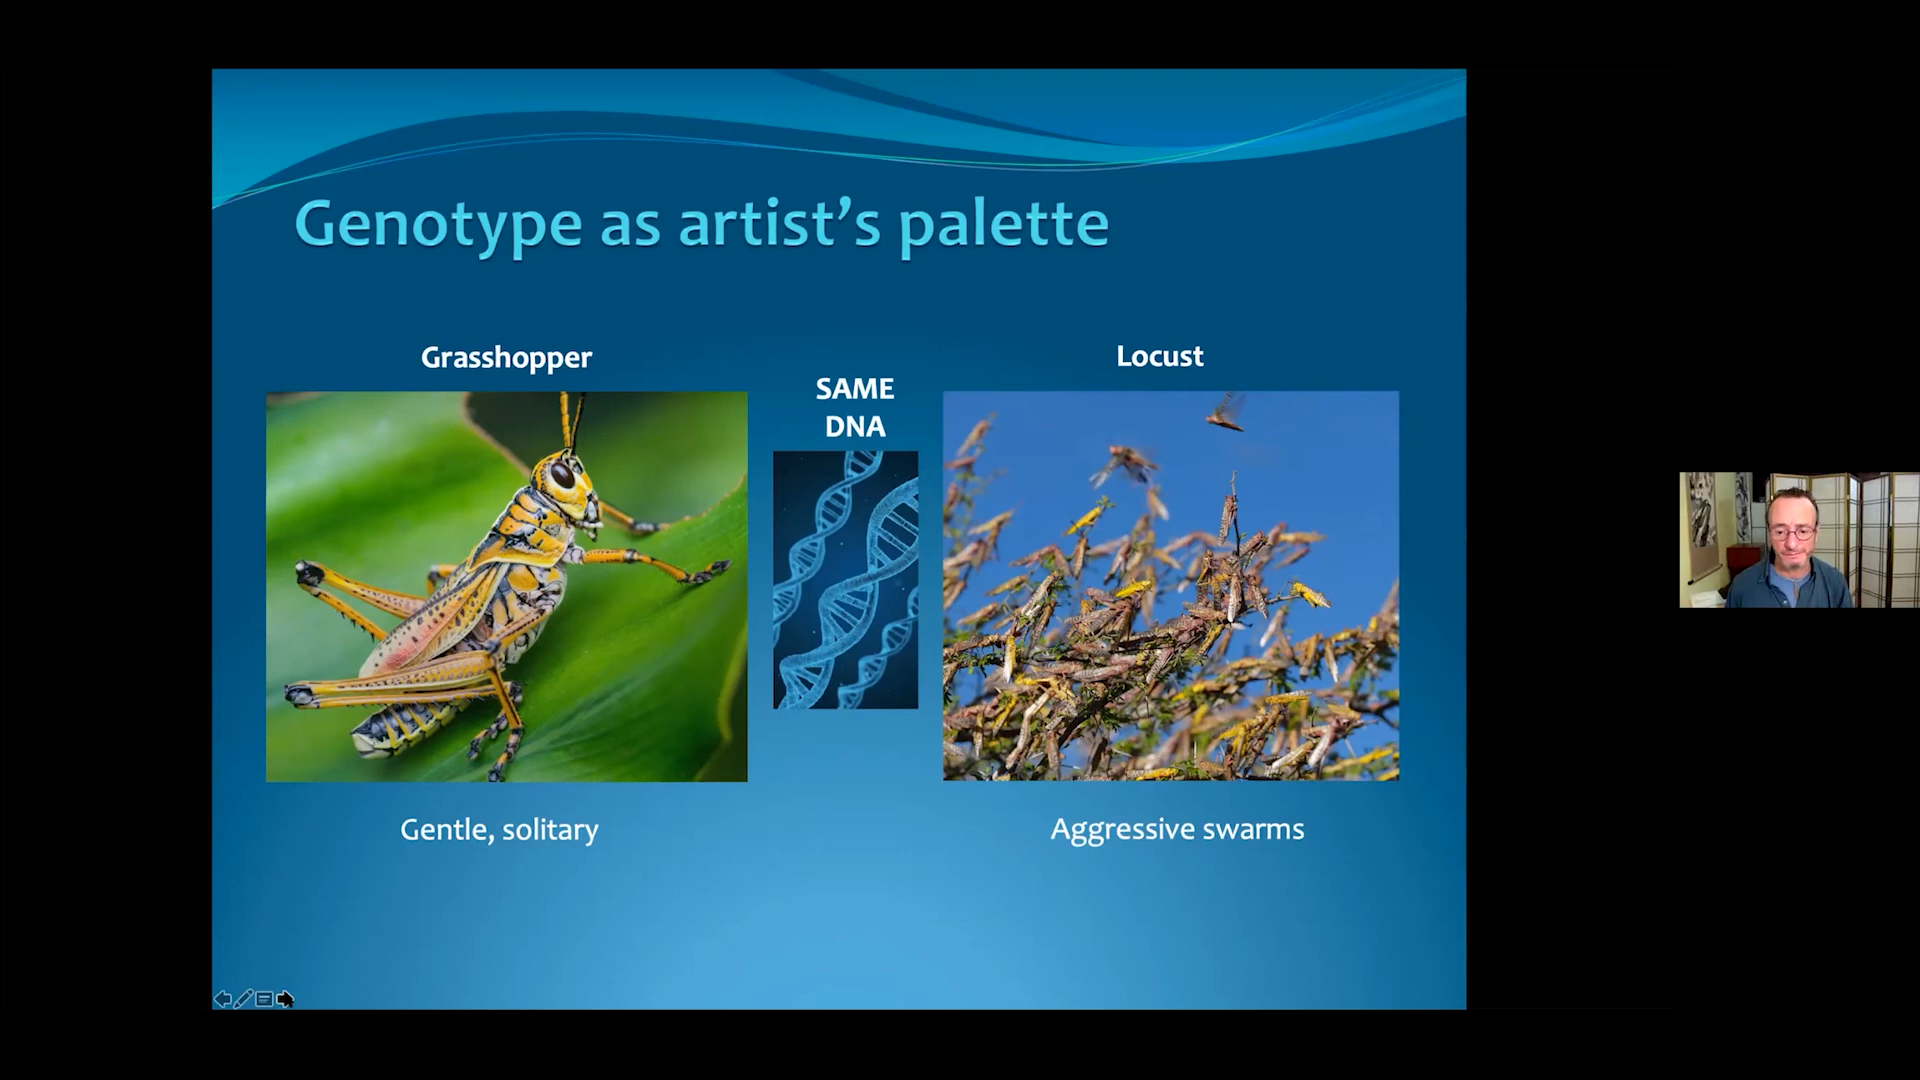 Genotype as artist’s palette
Grasshopper
SAME
DNA
Locust
Gentle, solitary
Aggressive swarms